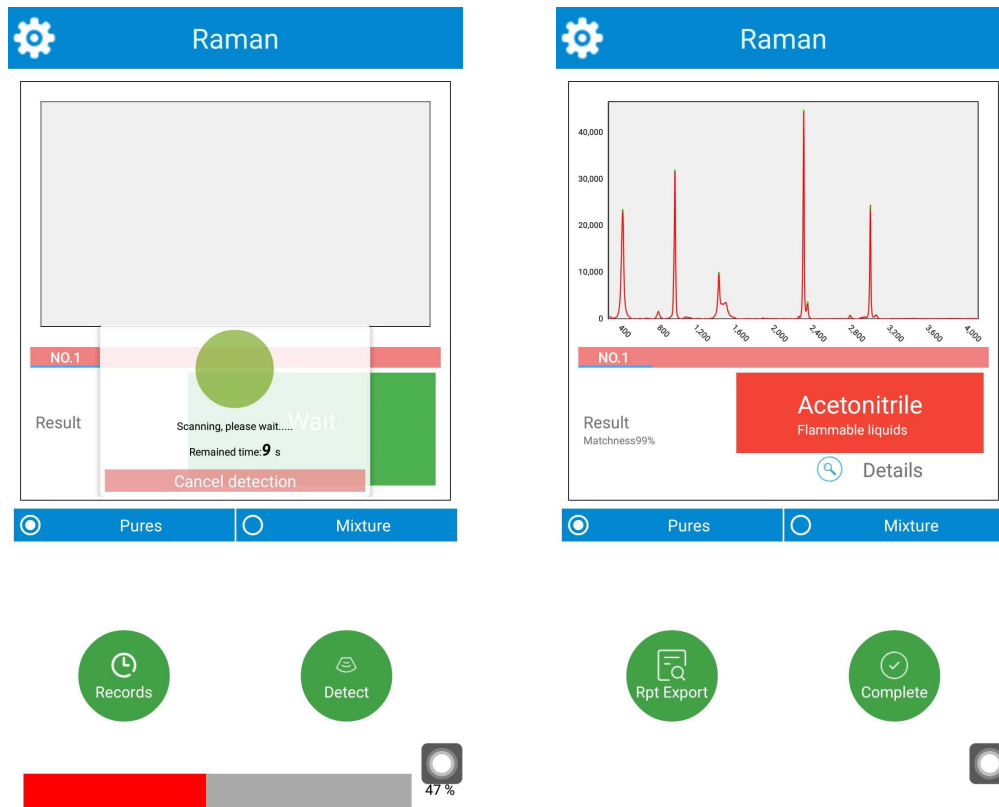 Raman
NO.1
Result
Wait
Scanning, please wait.....
Remained time:9 s
Cancel detection
Pures
Mixture
Records
Detect
47 %
Raman
40,000
30,000
20,000
10,000
0
400
800
1,200
1,600
2,000
2,400
2,800
3,200
3,600
4,000
NO.1
Result
Matchness99%
Acetonitrile
Flammable liquids
Details
Pures
Mixture
Rpt Export
Complete